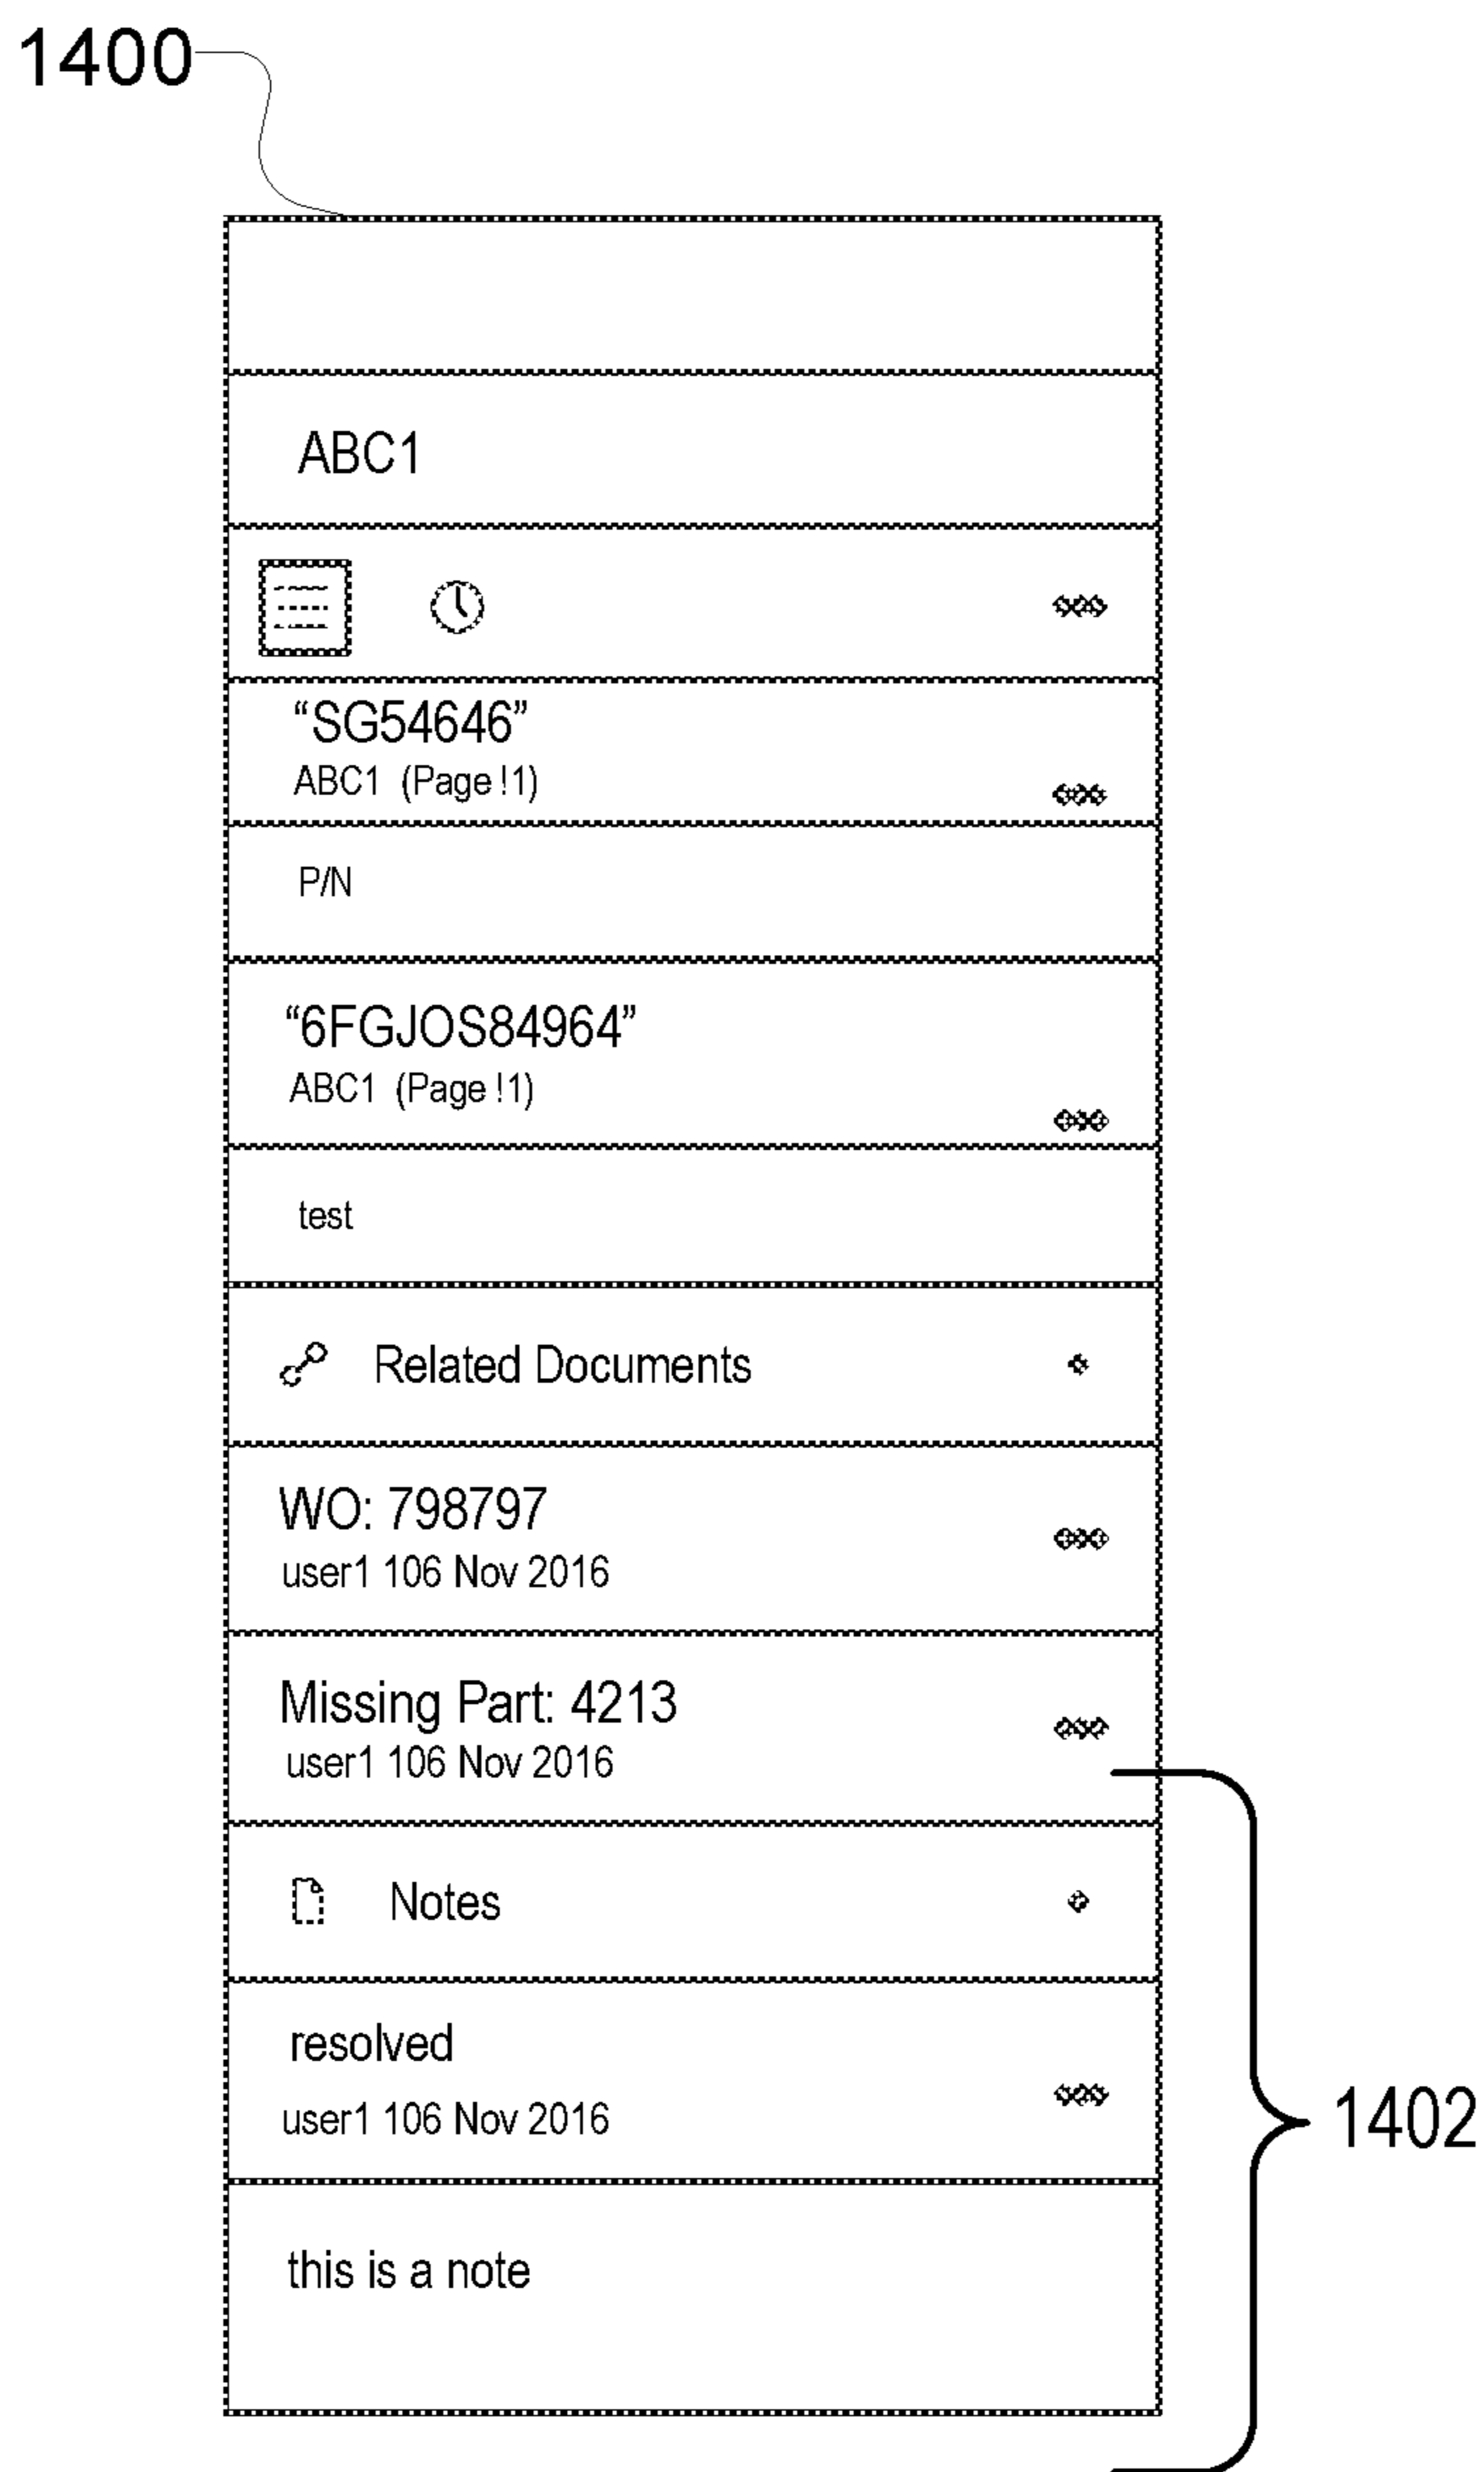 1400
ABC1
“SG54646”
ABC1 (Page !1)
P/N
“6FGJOS84964”
ABC1 (Page !1)
test
Related Documents
WO: 798797
user1 106 Nov 2016
Missing Part: 4213
user1 106 Nov 2016
Notes
resolved
user1 106 Nov 2016
1402
this is a note